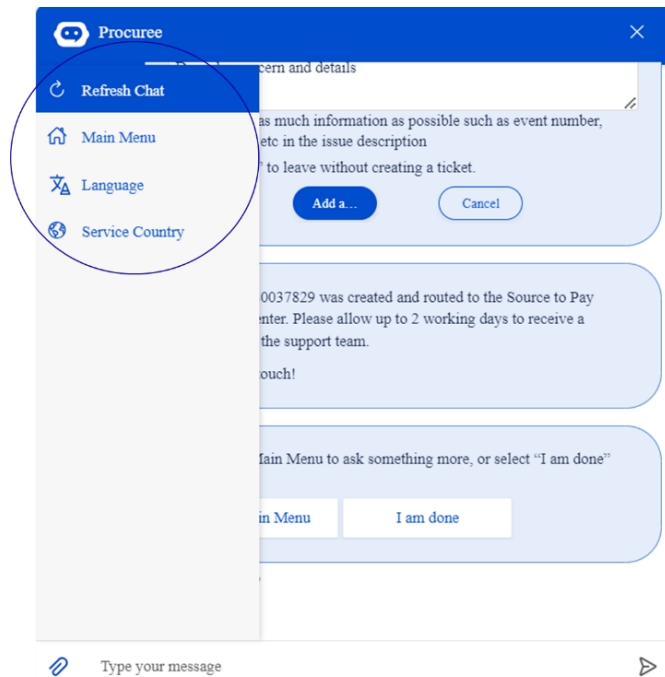 Procuree
Refresh Chat
Main Menu
Language
Service Country
cern and details
as much information as possible such as event number,
etc in the issue description
to leave without creating a ticket.
Add a...
Cancel
0037829 was created and routed to the Source to Pay
enter. Please allow up to 2 working days to receive a
the support team.
ouch!
Main Menu to ask something more, or select “I am done”
in Menu
I am done
Type your message